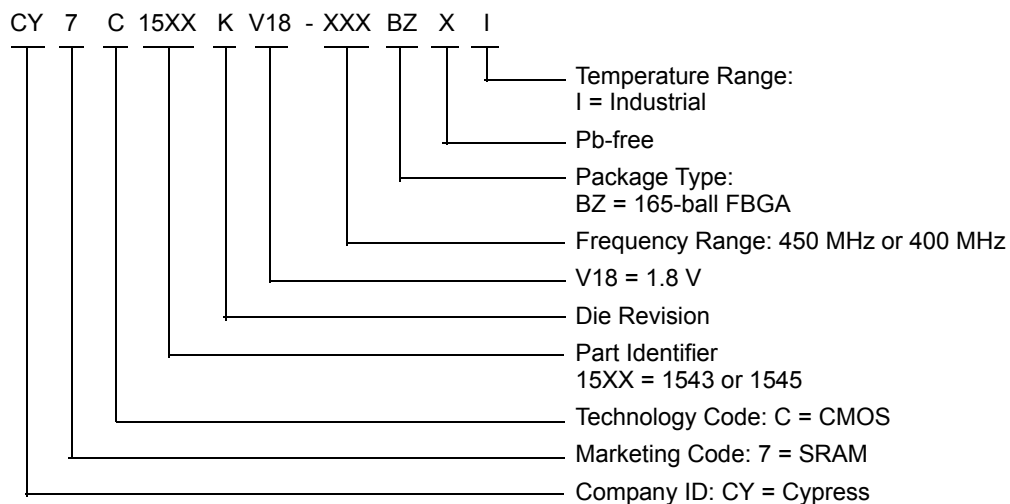 CY 7 C 15XX K V18 - XXX BZ X I
Temperature Range:
I = Industrial
Pb-free
Package Type:
BZ = 165-ball FBGA
Frequency Range: 450 MHz or 400 MHz
V18 = 1.8 V
Die Revision
Part Identifier
15XX = 1543 or 1545
Technology Code: C = CMOS
Marketing Code: 7 = SRAM
Company ID: CY = Cypress